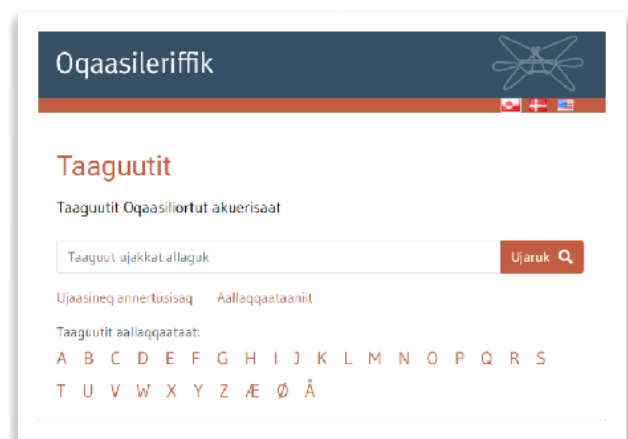 Oqaasileriffik
Taaguutit
Taaguutit Oqaasiliortut akuerisaat
Taaguut ujakkat allaguk
Ujaruk
Ujaasineq annertusisaq Aallaqqaataaniit
Taaguutit aallaqqaataat:
A B C D E F G H I J K L M N O P Q R S
T U V W X Y Z Æ Ø Å